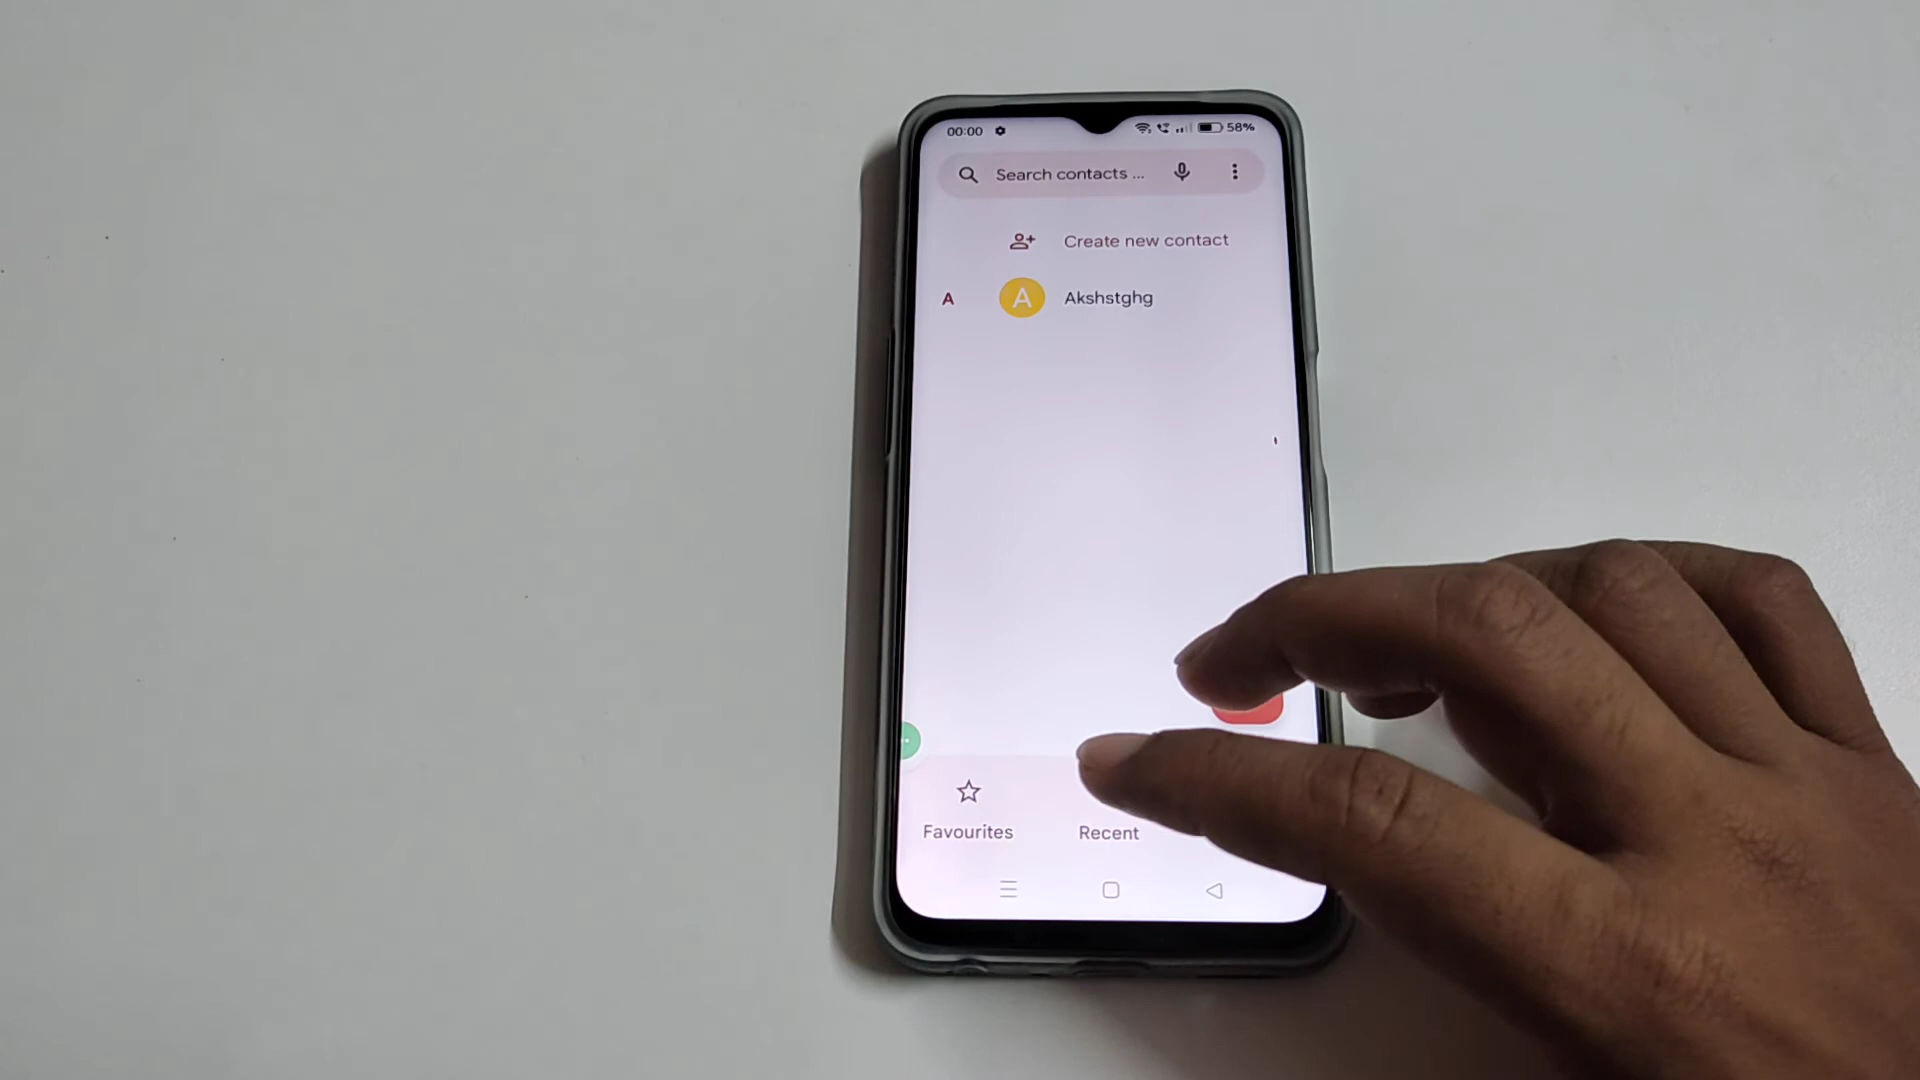 00:00 58%
Search contacts ...
Create new contact
A A Akshstghg
Favourites Recent